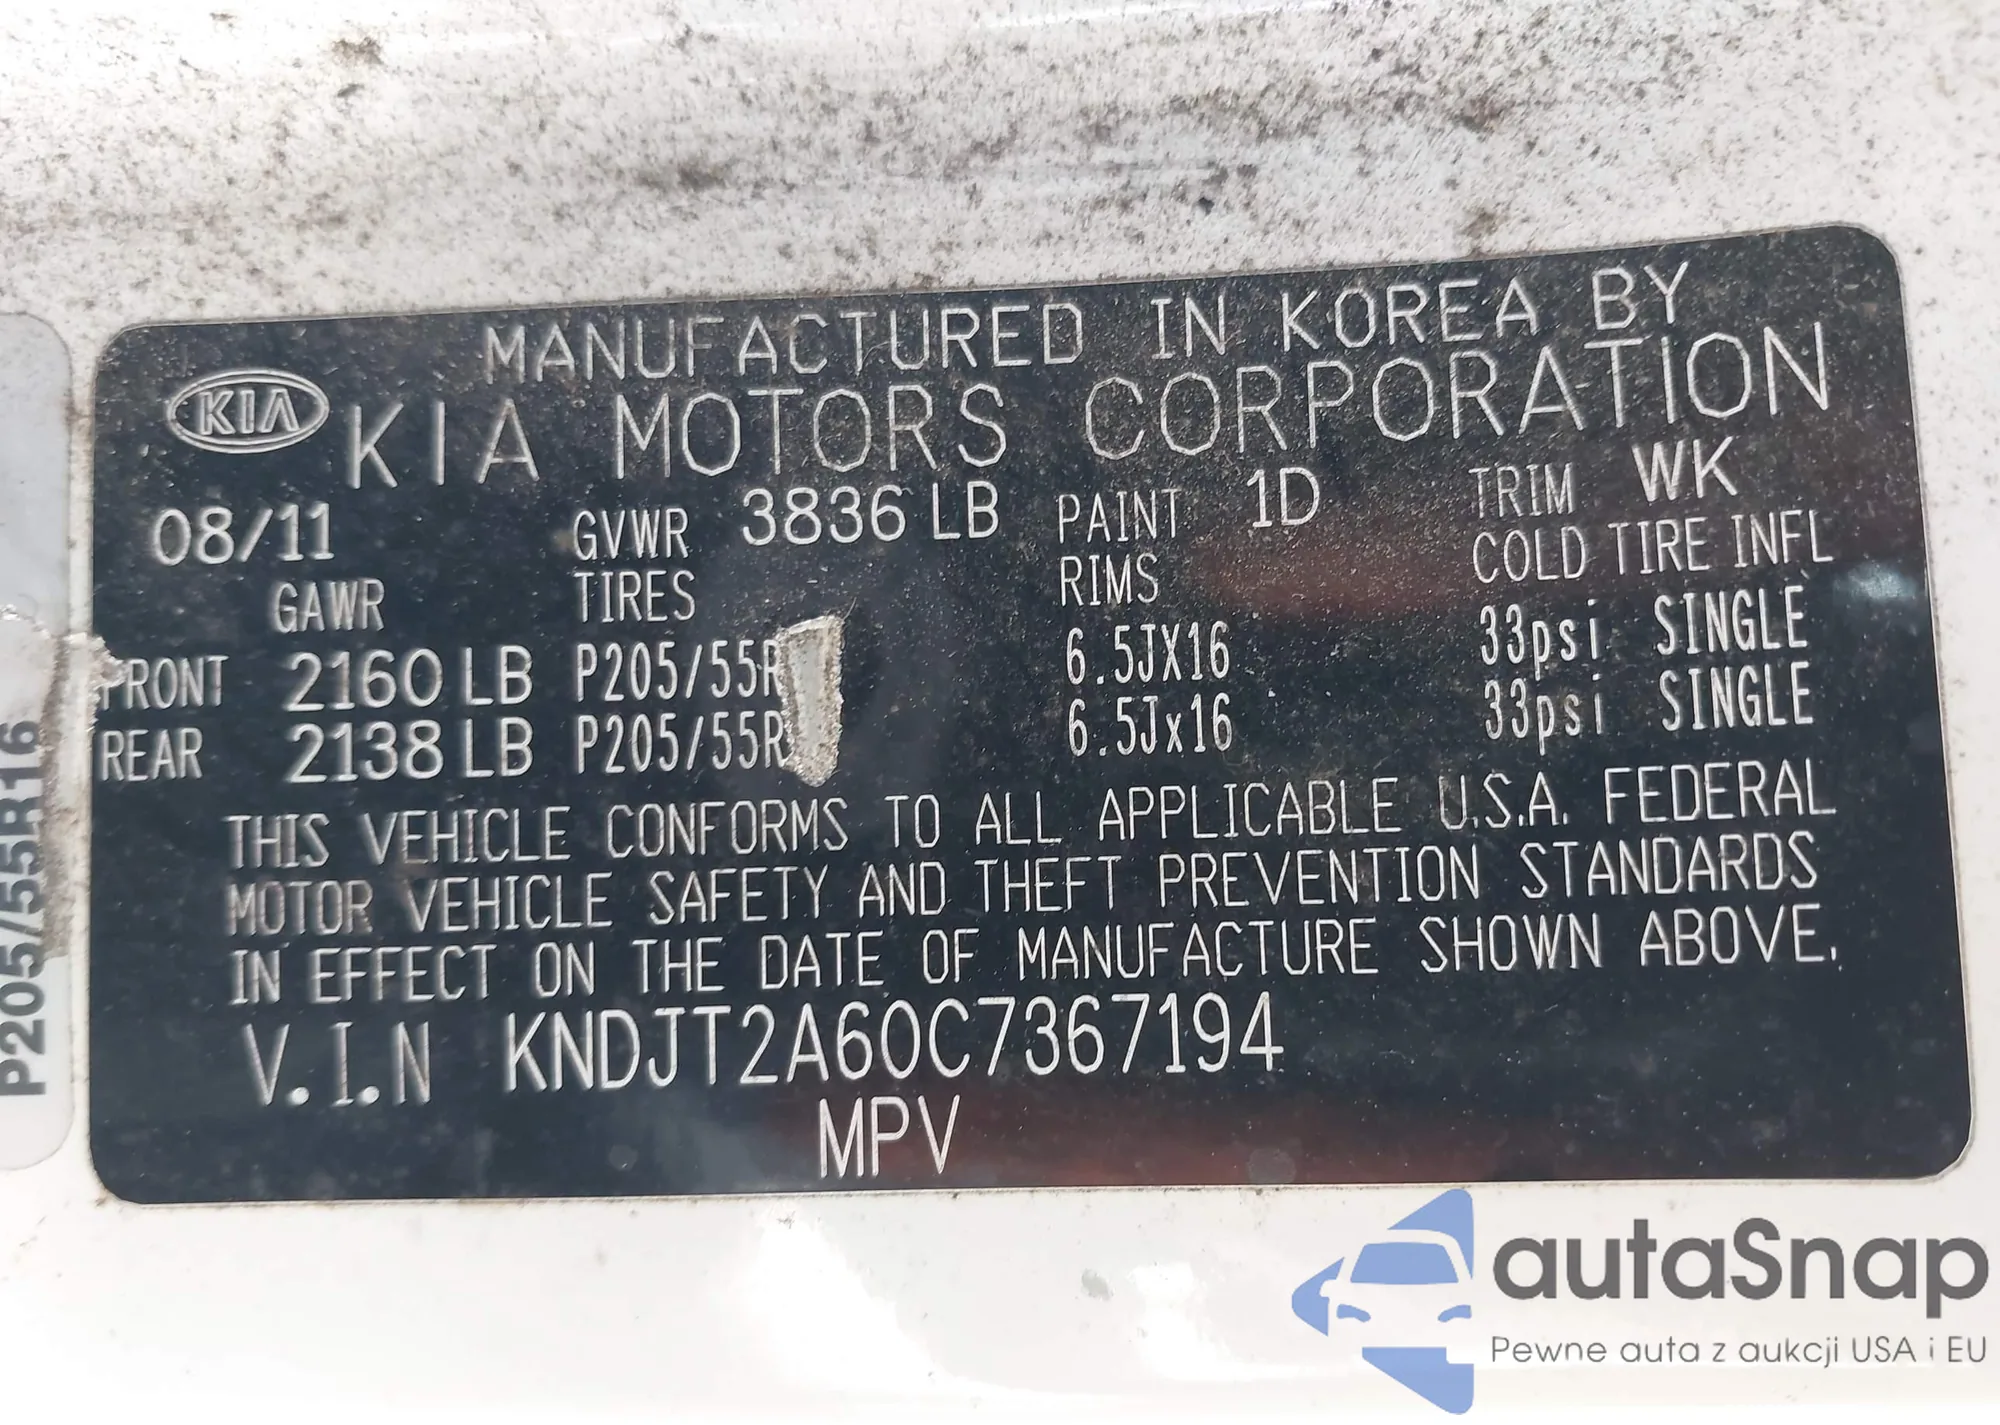 MANUFACTURED IN KOREA BY
KIA KIA MOTORS CORPORATION
08/11 GVWR 3836 LB PAINT 1D TRIM WK
GAWR TIRES RIMS COLD TIRE INFL
FRONT 2160 LB P205/55R 6.5JX16 33psi SINGLE
REAR 2138 LB P205/55R 6.5Jx16 33psi SINGLE
THIS VEHICLE CONFORMS TO ALL APPLICABLE U.S.A. FEDERAL
MOTOR VEHICLE SAFETY AND THEFT PREVENTION STANDARDS
IN EFFECT ON THE DATE OF MANUFACTURE SHOWN ABOVE.
V.I.N KNDJT2A60C7367194
MPV
P205/55R16
autaSnap
Pewne auta z aukcji USA i EU